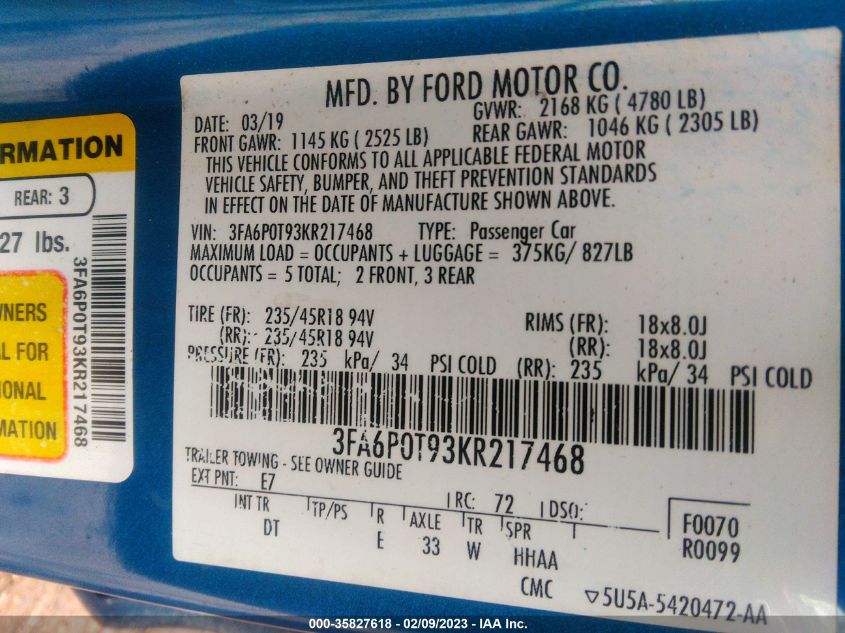 RMATION
REAR: 3
27 lbs.
3FA6P0T93KR217468
WNERS
AL FOR
IONAL
MATION
MFD. BY FORD MOTOR CO.
DATE: 03/19 GVWR: 2168 KG ( 4780 LB)
FRONT GAWR: 1145 KG ( 2525 LB) REAR GAWR: 1046 KG ( 2305 LB)
THIS VEHICLE CONFORMS TO ALL APPLICABLE FEDERAL MOTOR
VEHICLE SAFETY, BUMPER, AND THEFT PREVENTION STANDARDS
IN EFFECT ON THE DATE OF MANUFACTURE SHOWN ABOVE.
VIN: 3FA6P0T93KR217468 TYPE: Passenger Car
MAXIMUM LOAD = OCCUPANTS + LUGGAGE = 375KG/ 827LB
OCCUPANTS = 5 TOTAL; 2 FRONT, 3 REAR
TIRE (FR): 235/45R18 94V RIMS (FR): 18x8.0J
(RR): 235/45R18 94V (RR): 18x8.0J
PRESSURE (FR): 235 kPa/ 34 PSI COLD (RR): 235 kPa/ 34 PSI COLD
3FA6P0T93KR217468
TRAILER TOWING - SEE OWNER GUIDE
EXT PNT: E7 RC: 72 DSO:
INT TR TP/PS R AXLE TR SPR
DT E 33 W HHAA
CMC
F0070
R0099
▽5U5A-5420472-AA
000-35827618 - 02/09/2023 - IAA Inc.